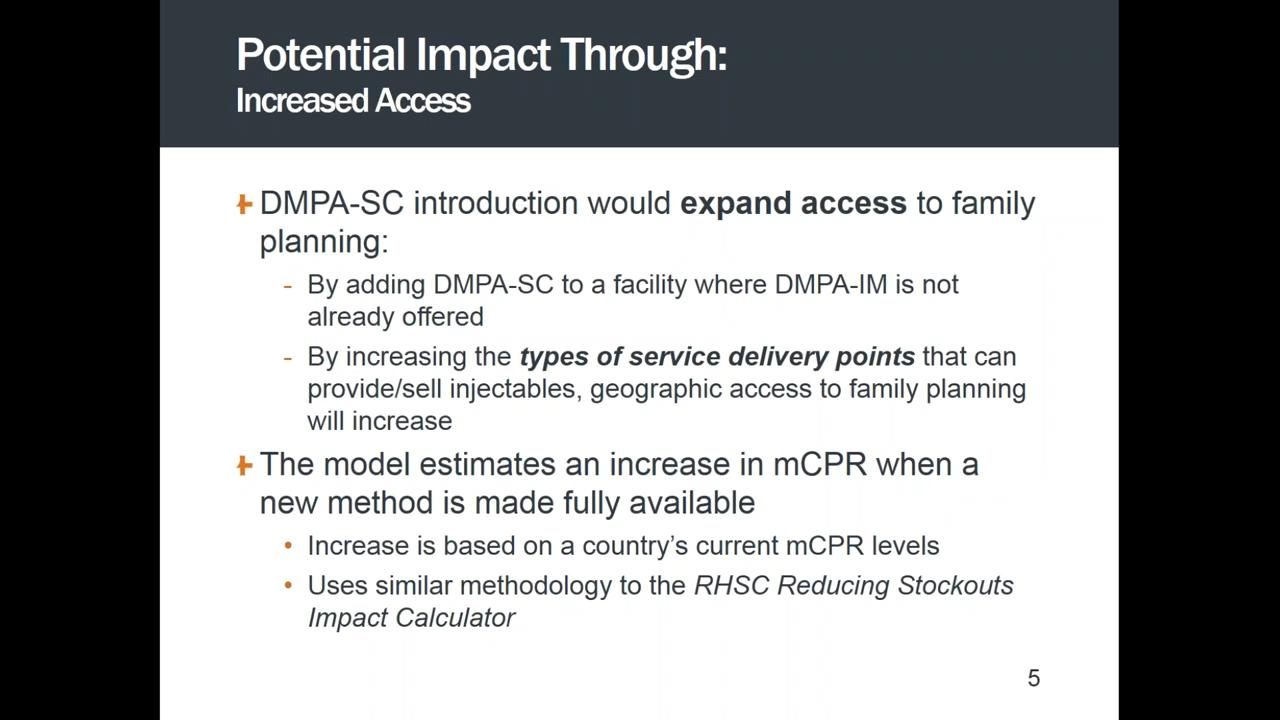 Potential Impact Through:
Increased Access
DMPA-SC introduction would expand access to family
planning:
- By adding DMPA-SC to a facility where DMPA-IM is not
already offered
- By increasing the types of service delivery points that can
provide/sell injectables, geographic access to family planning
will increase
The model estimates an increase in mCPR when a
new method is made fully available
• Increase is based on a country’s current mCPR levels
• Uses similar methodology to the RHSC Reducing Stockouts
Impact Calculator
5